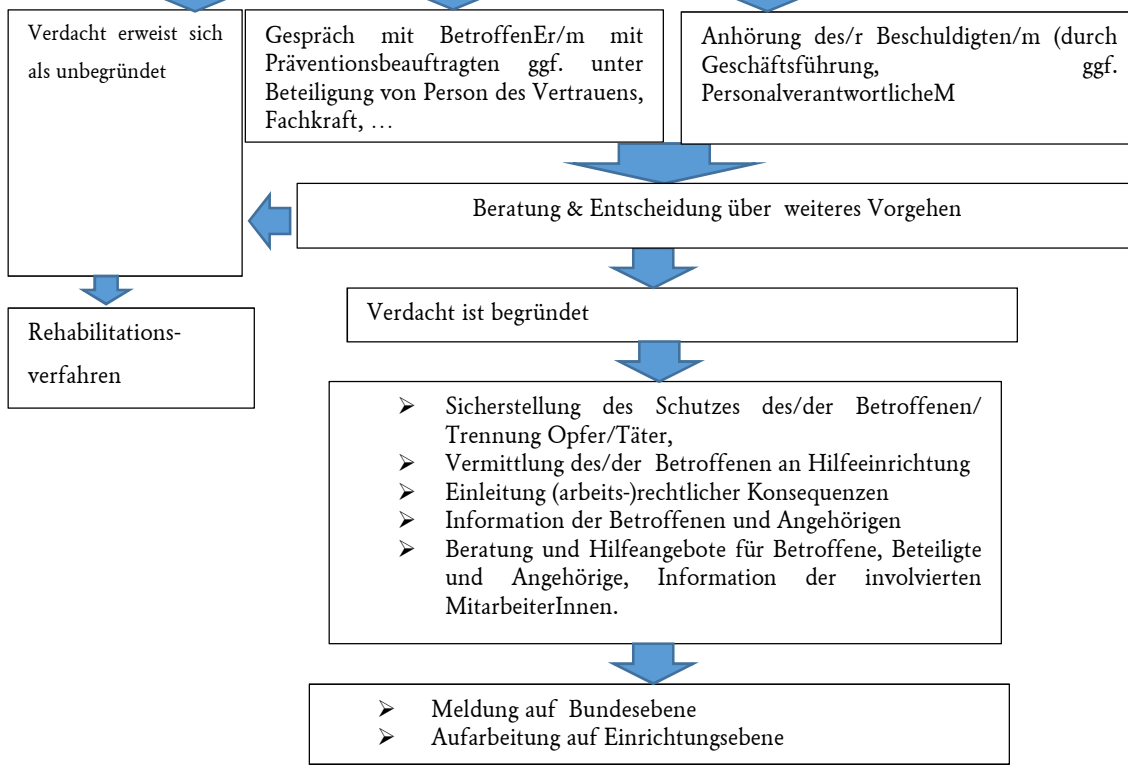 Verdacht erweist sich
als unbegründet
Gespräch mit BetroffenEr/m mit
Präventionsbeauftragten ggf. unter
Beteiligung von Person des Vertrauens,
Fachkraft, …
Anhörung des/r Beschuldigten/m (durch
Geschäftsführung, ggf.
PersonalverantwortlicheM
Beratung & Entscheidung über weiteres Vorgehen
Verdacht ist begründet
Rehabilitations-
verfahren
➢ Sicherstellung des Schutzes des/der Betroffenen/
Trennung Opfer/Täter,
➢ Vermittlung des/der Betroffenen an Hilfeeinrichtung
➢ Einleitung (arbeits-)rechtlicher Konsequenzen
➢ Information der Betroffenen und Angehörigen
➢ Beratung und Hilfeangebote für Betroffene, Beteiligte
und Angehörige, Information der involvierten
MitarbeiterInnen.
➢ Meldung auf Bundesebene
➢ Aufarbeitung auf Einrichtungsebene